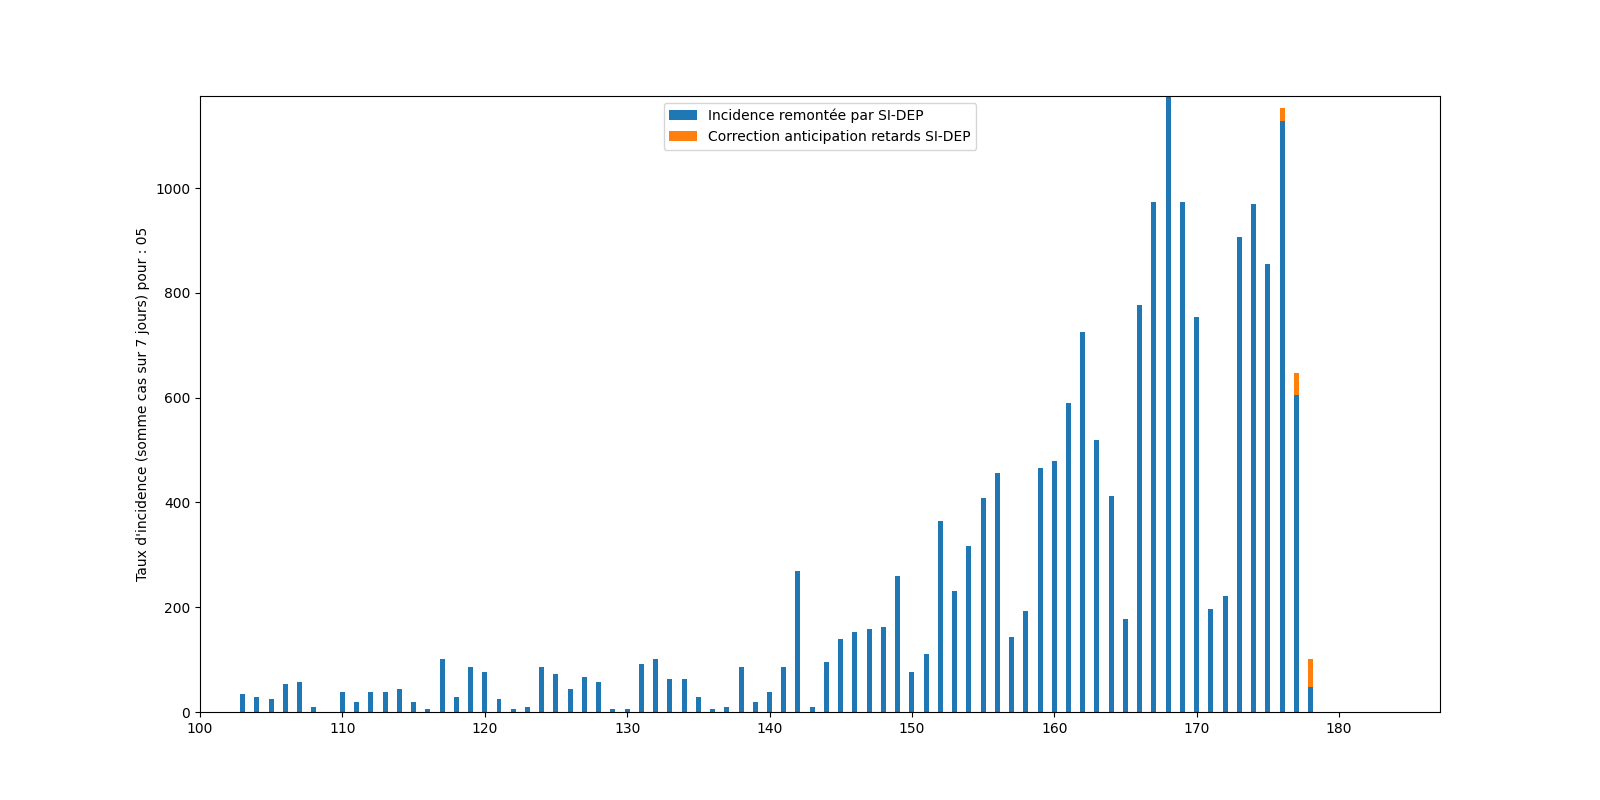 Incidence remontée par SI-DEP
Correction anticipation retards SI-DEP
Taux d'incidence (somme cas sur 7 jours) pour : 05
1000
800
600
400
200
0
100 110 120 130 140 150 160 170 180